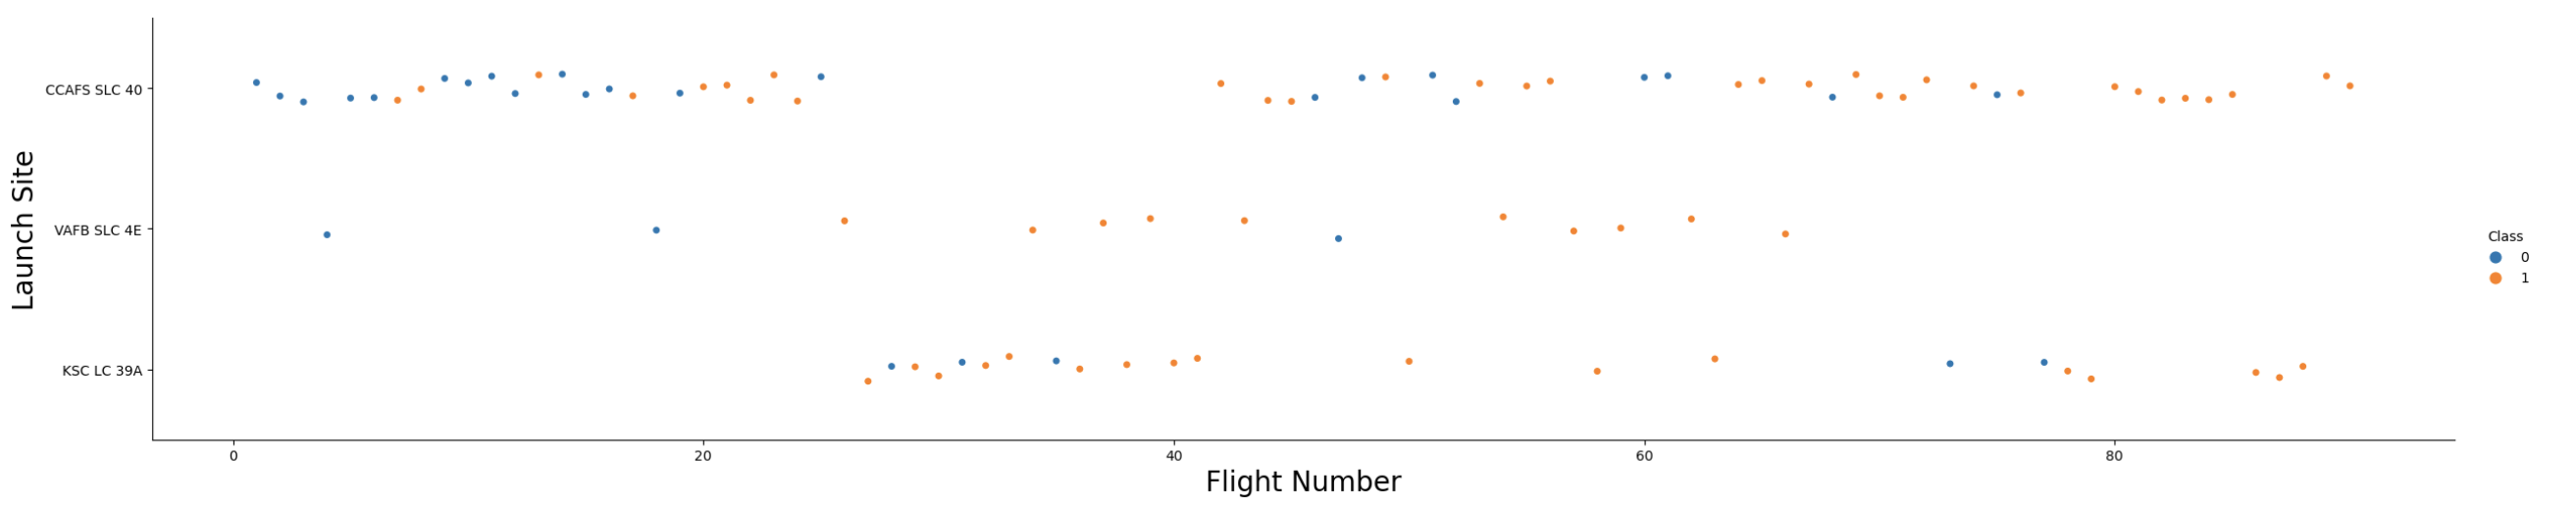 Launch Site
CCAFS SLC 40
VAFB SLC 4E
KSC LC 39A
0 20 40 60 80
Flight Number
Class
0
1